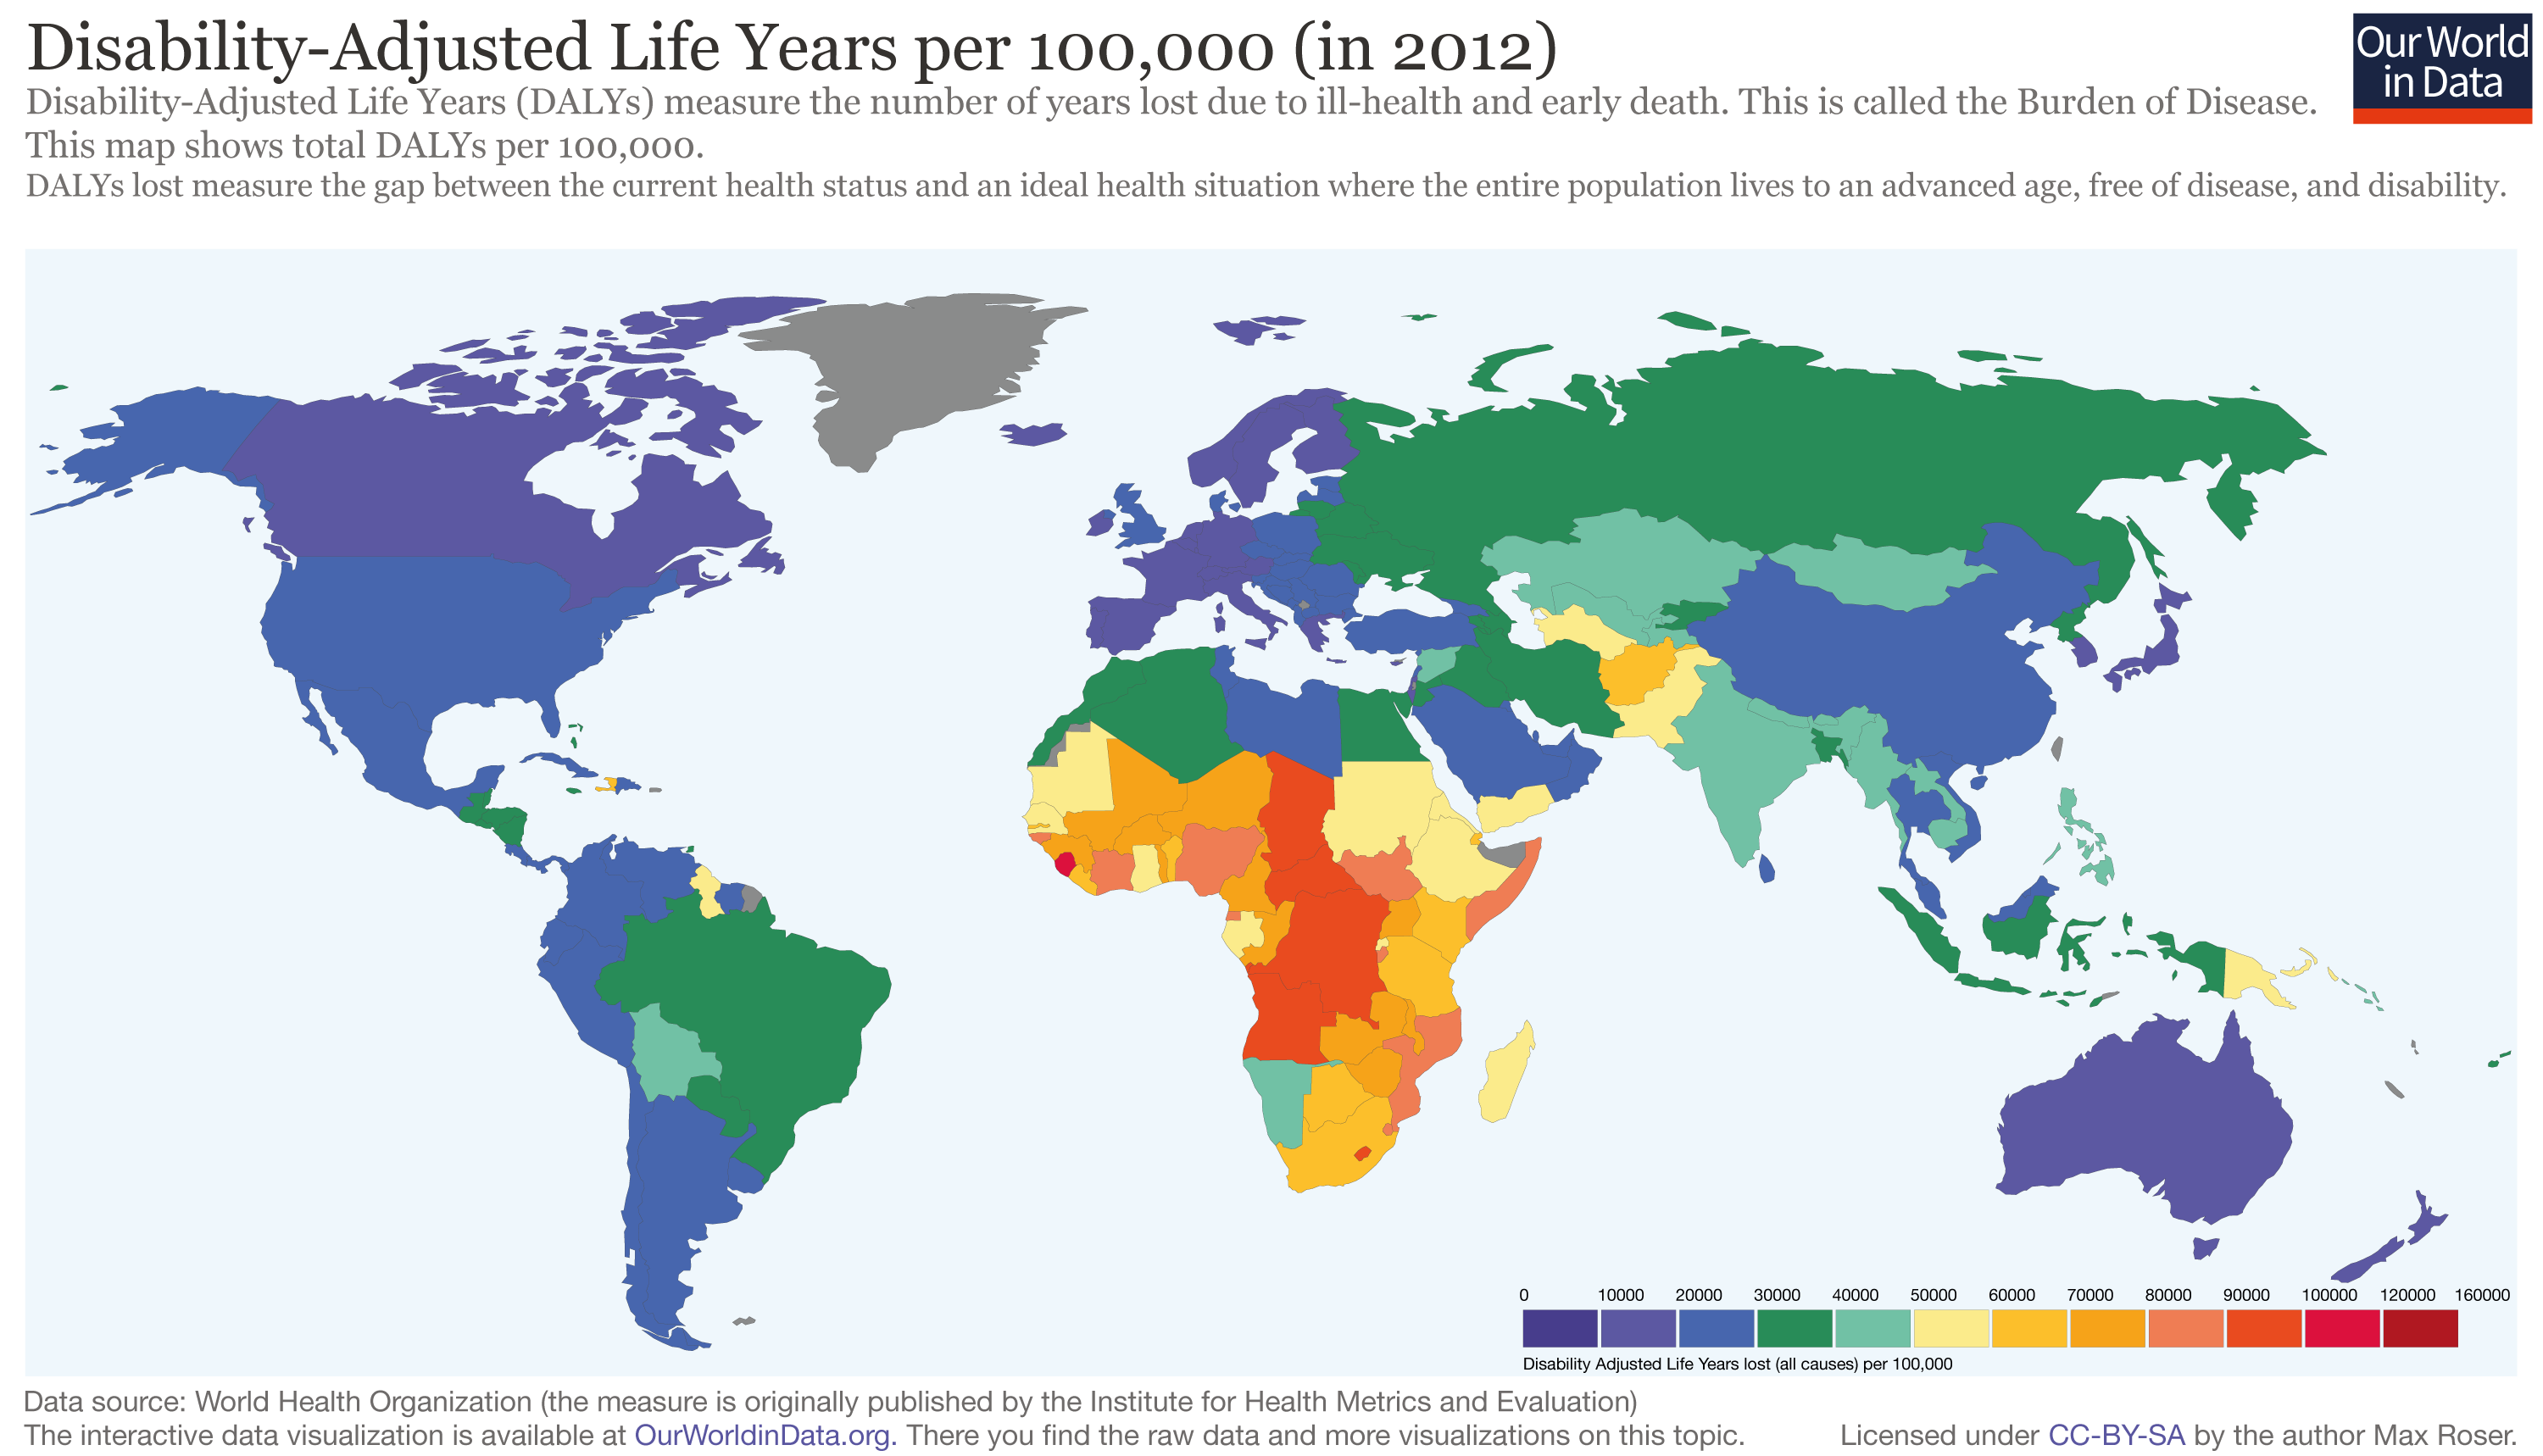 Disability-Adjusted Life Years per 100,000 (in 2012)
Our World
in Data
Disability-Adjusted Life Years (DALYs) measure the number of years lost due to ill-health and early death. This is called the Burden of Disease.
This map shows total DALYs per 100,000.
DALYs lost measure the gap between the current health status and an ideal health situation where the entire population lives to an advanced age, free of disease, and disability.
0 10000 20000 30000 40000 50000 60000 70000 80000 90000 100000 120000 160000
Disability Adjusted Life Years lost (all causes) per 100,000
Data source: World Health Organization (the measure is originally published by the Institute for Health Metrics and Evaluation)
The interactive data visualization is available at OurWorldinData.org. There you find the raw data and more visualizations on this topic. Licensed under CC-BY-SA by the author Max Roser.